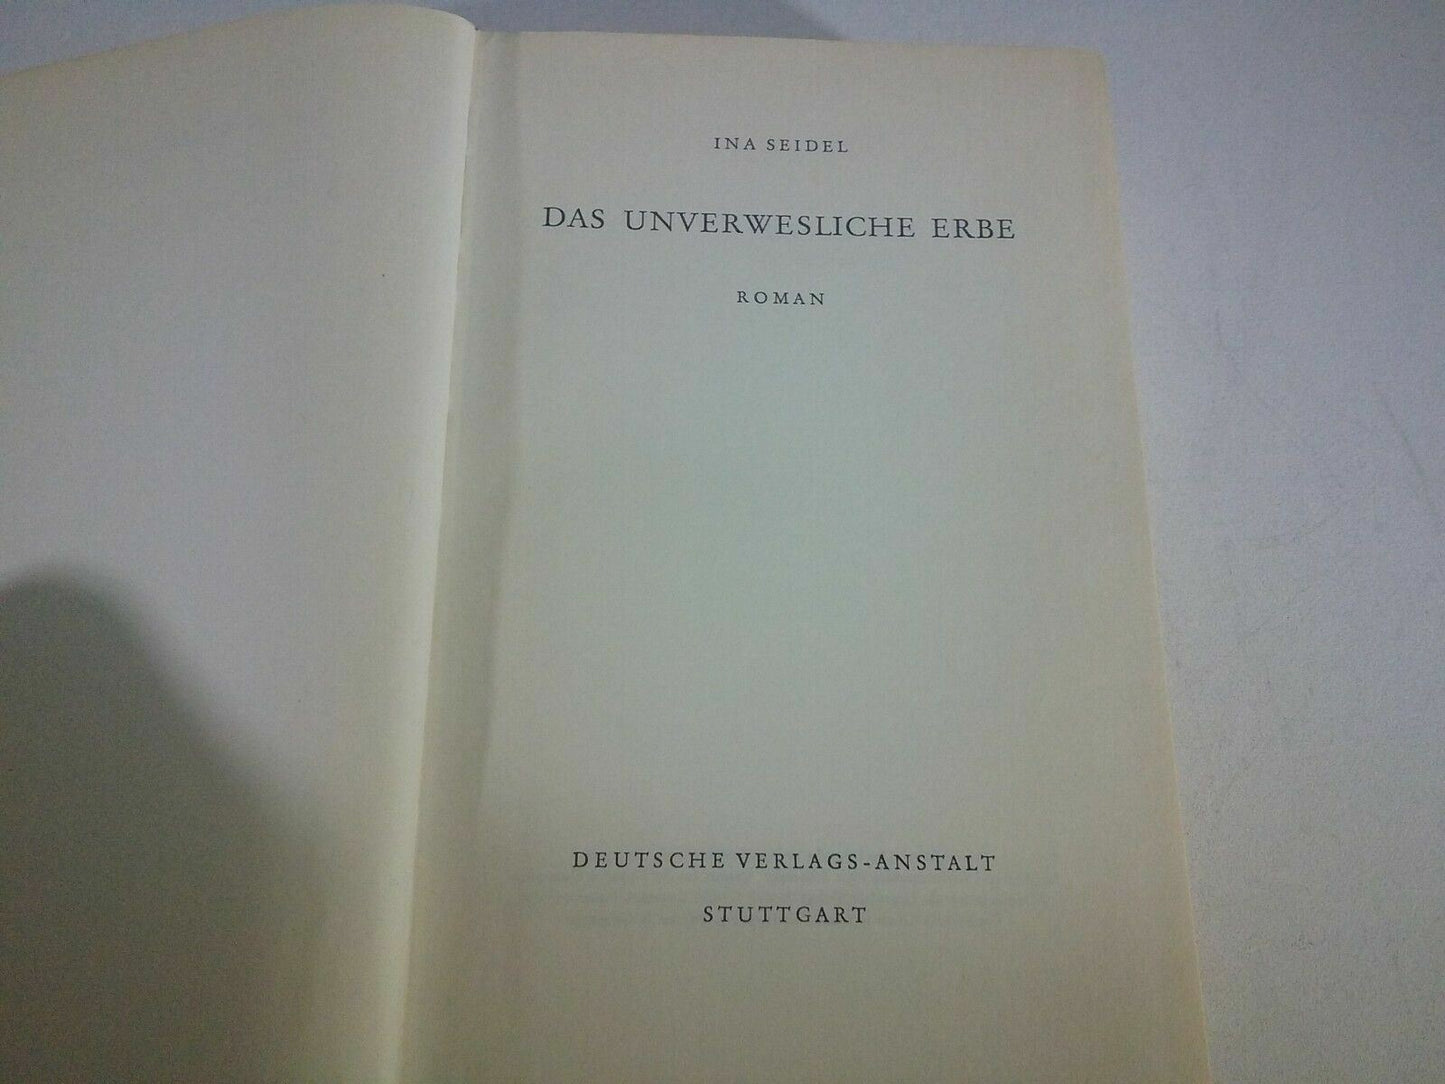 INA SEIDEL
DAS UNVERWESLICHE ERBE
ROMAN
DEUTSCHE VERLAGS-ANSTALT
STUTTGART